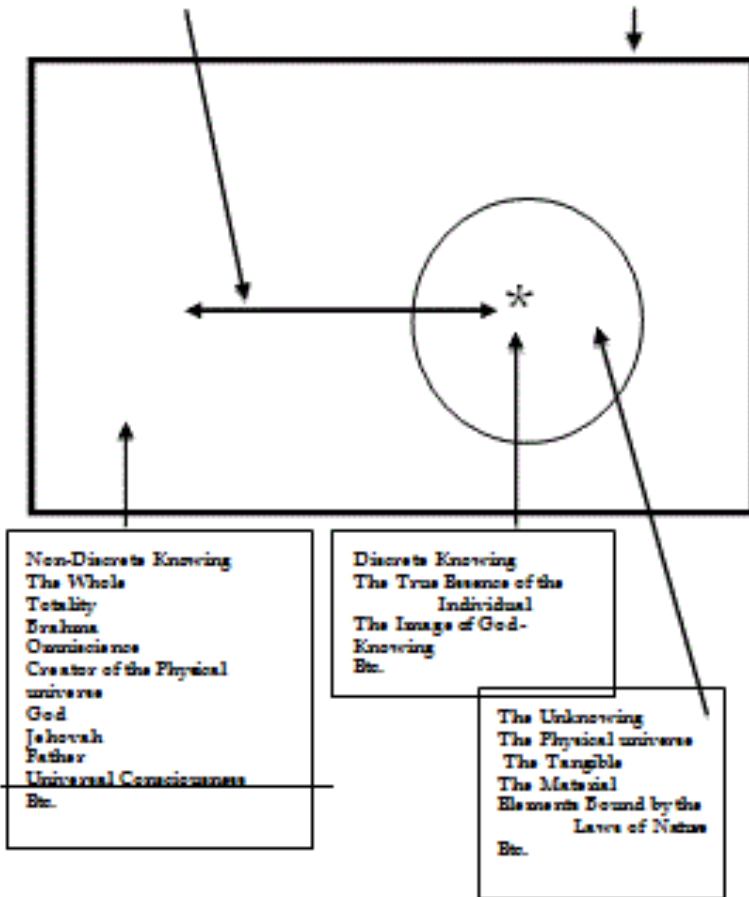 *
Non-Discrete Knowing
The Whole
Totality
Brahma
Omniscience
Creator of the Physical
universe
God
Jehovah
Father
Universal Consciousness
Etc.
Discrete Knowing
The True Essence of the
Individual
The Image of God-
Knowing
Etc.
The Unknowing
The Physical universe
The Tangible
The Material
Elements Bound by the
Laws of Nature
Etc.